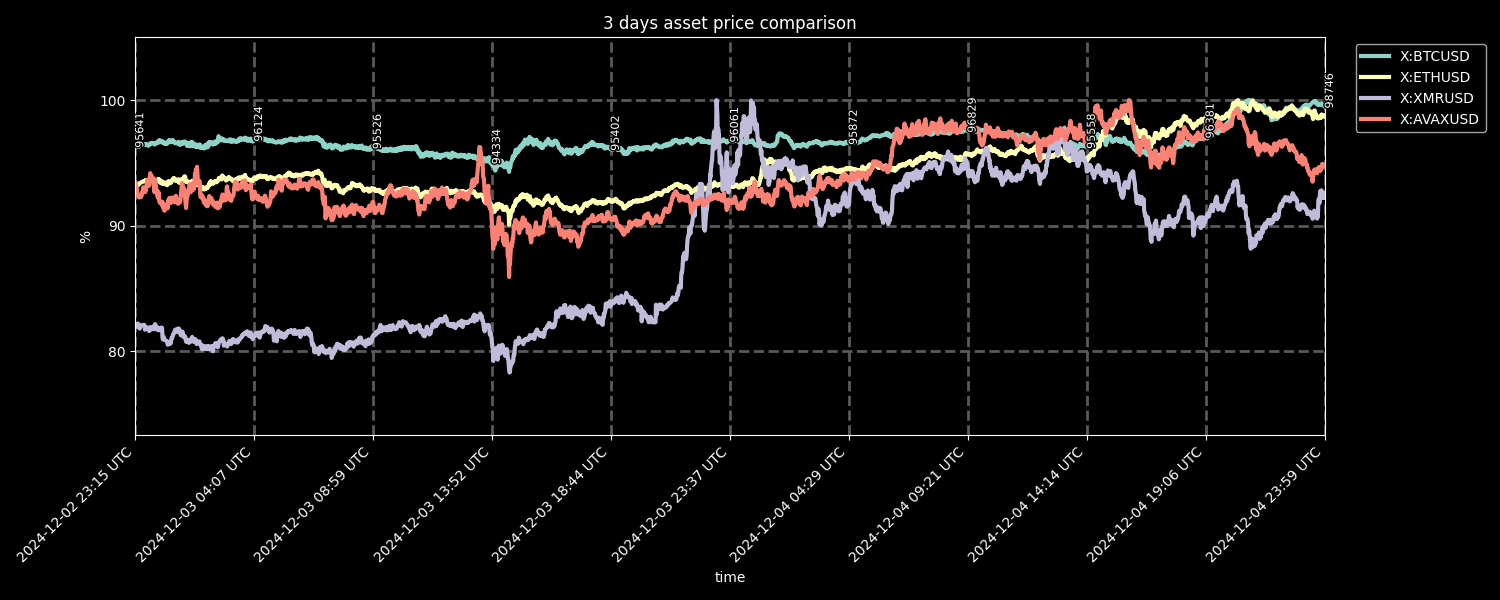 3 days asset price comparison
X:BTCUSD
X:ETHUSD
X:XMRUSD
X:AVAXUSD
100
90
80
%
95641
96124
95526
94334
95402
96061
95872
96829
95558
96381
98746
2024-12-02 23:15 UTC
2024-12-03 04:07 UTC
2024-12-03 08:59 UTC
2024-12-03 13:52 UTC
2024-12-03 18:44 UTC
2024-12-03 23:37 UTC
2024-12-04 04:29 UTC
2024-12-04 09:21 UTC
2024-12-04 14:14 UTC
2024-12-04 19:06 UTC
2024-12-04 23:59 UTC
time